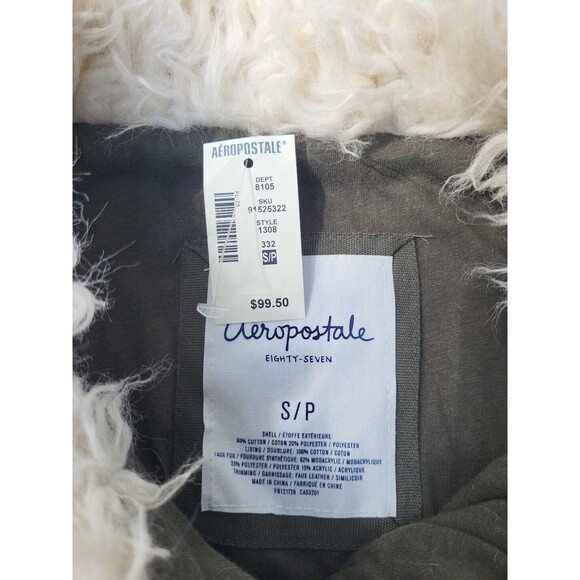 AÉROPOSTALE®
DEPT
8105
SKU
91525322
STYLE
1308
332
S/P
$99.50
aéropostale
EIGHTY-SEVEN
S/P
SHELL / ÉTOFFE EXTÉRIEURE:
80% COTTON / COTON 20% POLYESTER / POLYESTER
LINING / DOUBLURE: 100% COTTON / COTON
FAUX FUR / FOURRURE SYNTHÉTIQUE: 62% MODACRYLIC / MODACRYLIQUE
23% POLYESTER / POLYESTER 15% ACRYLIC / ACRYLIQUE
TRIMMING / GARNISSAGE: FAUX LEATHER / SIMILICUIR
MADE IN CHINA / FABRIQUÉ EN CHINE
RN121726 CA53201